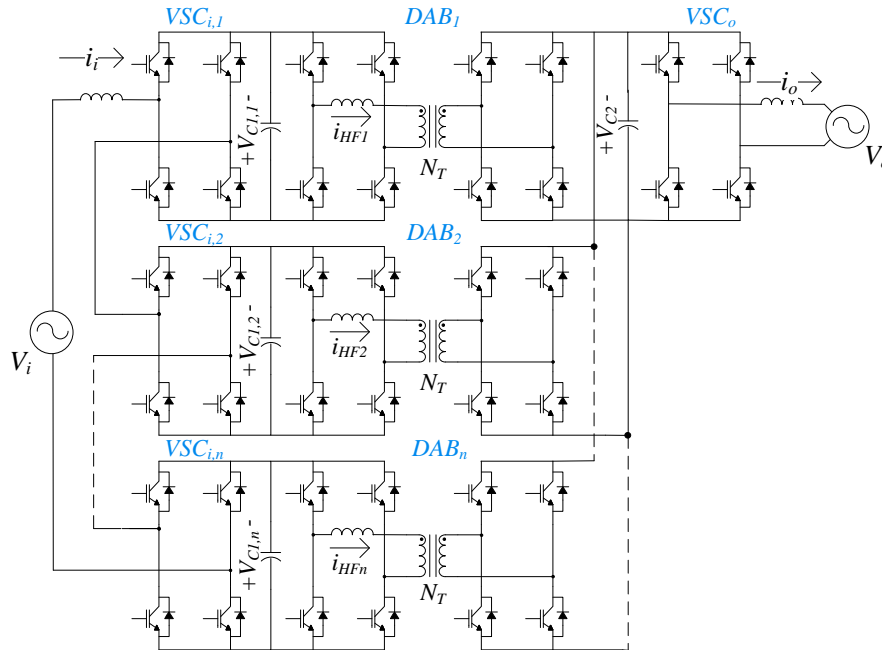 VSCi,1 DAB1 VSCo
ii
io
+VC1,1-
iHF1
NT
+VC2-
VSCi,2 DAB2
+VC1,2-
iHF2
NT
Vi
VSCi,n DABn
+VC1,n-
iHFn
NT